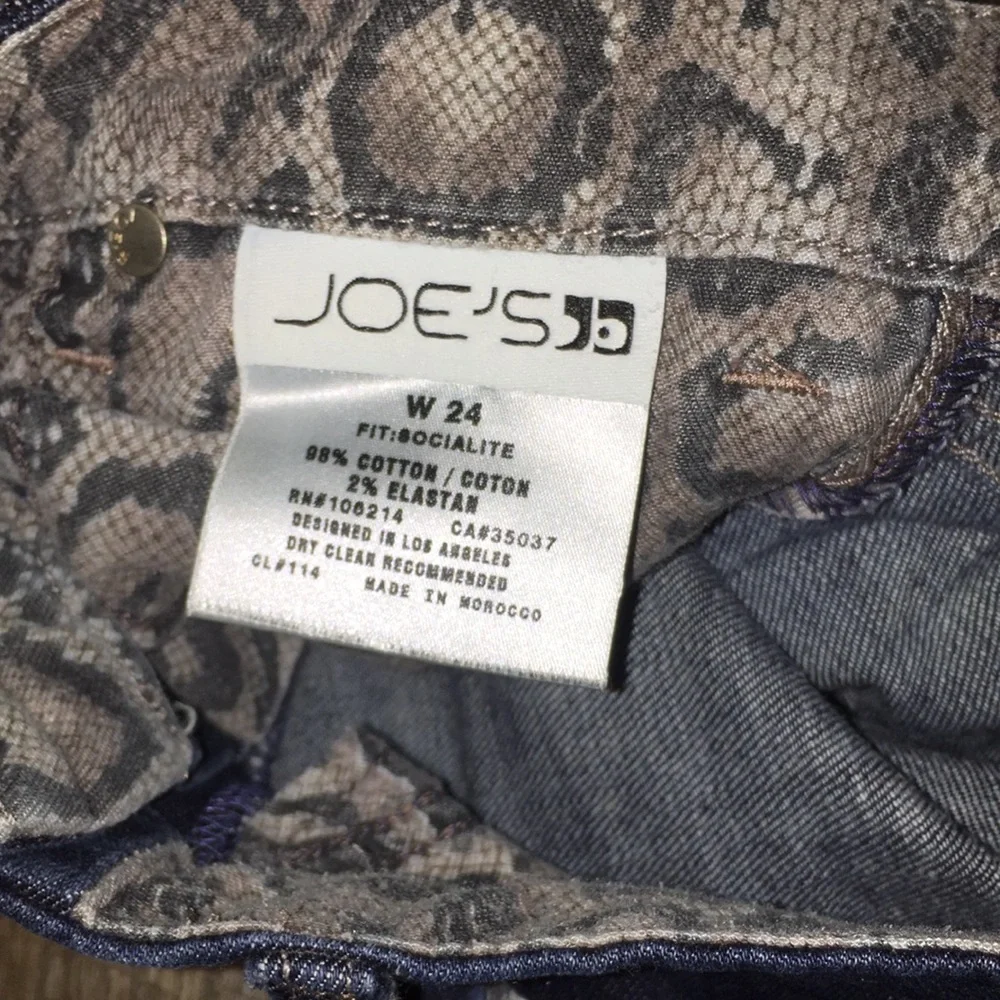 JOE'S
W 24
FIT:SOCIALITE
98% COTTON / COTON
2% ELASTAN
RN#106214 CA#35037
DESIGNED IN LOS ANGELES
DRY CLEAN RECOMMENDED
CL#114 MADE IN MOROCCO